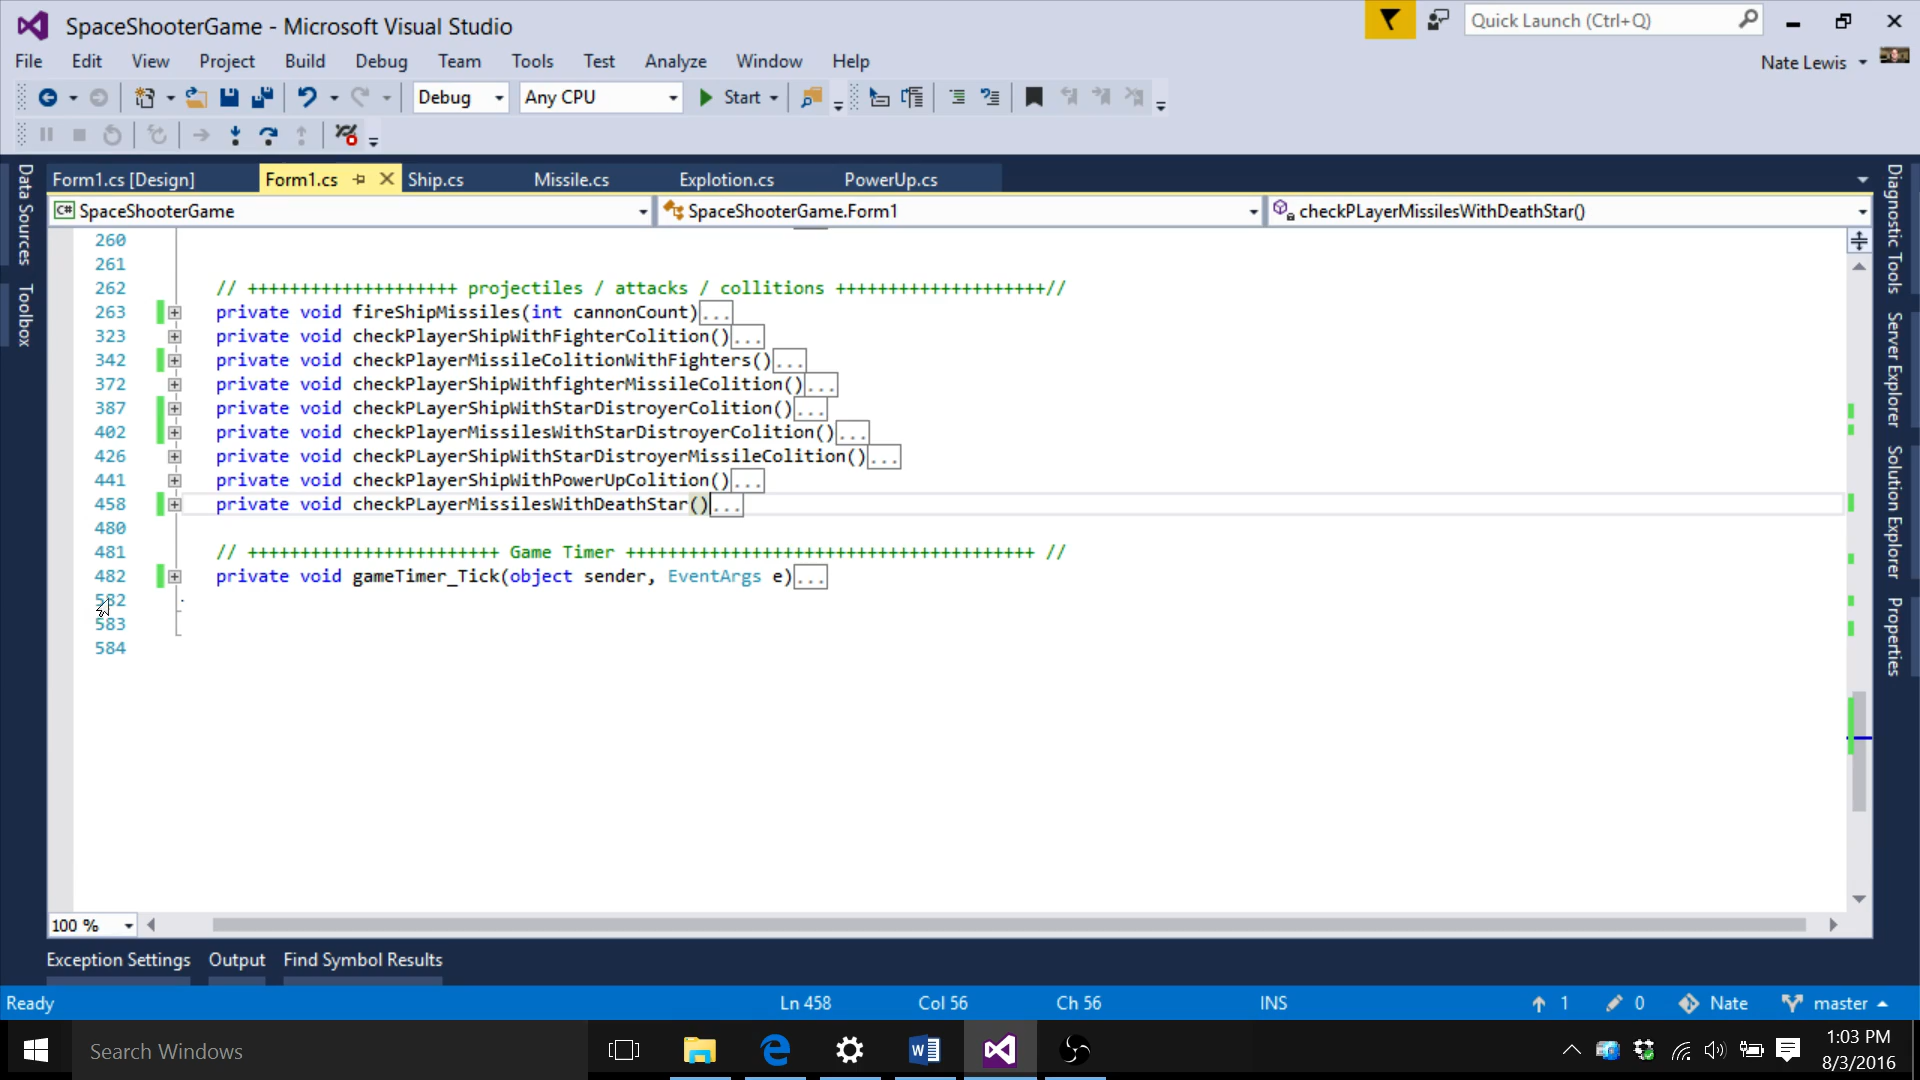 SpaceShooterGame - Microsoft Visual Studio
Quick Launch (Ctrl+Q)
File Edit View Project Build Debug Team Tools Test Analyze Window Help
Nate Lewis
Debug Any CPU Start
Form1.cs [Design] Form1.cs Ship.cs Missile.cs Explotion.cs PowerUp.cs
SpaceShooterGame SpaceShooterGame.Form1 checkPLayerMissilesWithDeathStar()
Data Sources
Toolbox
260
261
262 // ++++++++++++++++++++ projectiles / attacks / collitions ++++++++++++++++++++//
263 private void fireShipMissiles(int cannonCount)...
323 private void checkPlayerShipWithFighterColition()...
342 private void checkPlayerMissileColitionWithFighters()...
372 private void checkPlayerShipWithfighterMissileColition()...
387 private void checkPLayerShipWithStarDistroyerColition()...
402 private void checkPlayerMissilesWithStarDistroyerColition()...
426 private void checkPlayerShipWithStarDistroyerMissileColition()...
441 private void checkPlayerShipWithPowerUpColition()...
458 private void checkPLayerMissilesWithDeathStar()...
480
481 // ++++++++++++++++++++++++ Game Timer +++++++++++++++++++++++++++++++++++++++ //
482 private void gameTimer_Tick(object sender, EventArgs e)...
582
583
584
Diagnostic Tools
Server Explorer
Solution Explorer
Properties
100 %
Exception Settings Output Find Symbol Results
Ready Ln 458 Col 56 Ch 56 INS 1 0 Nate master
Search Windows
1:03 PM
8/3/2016